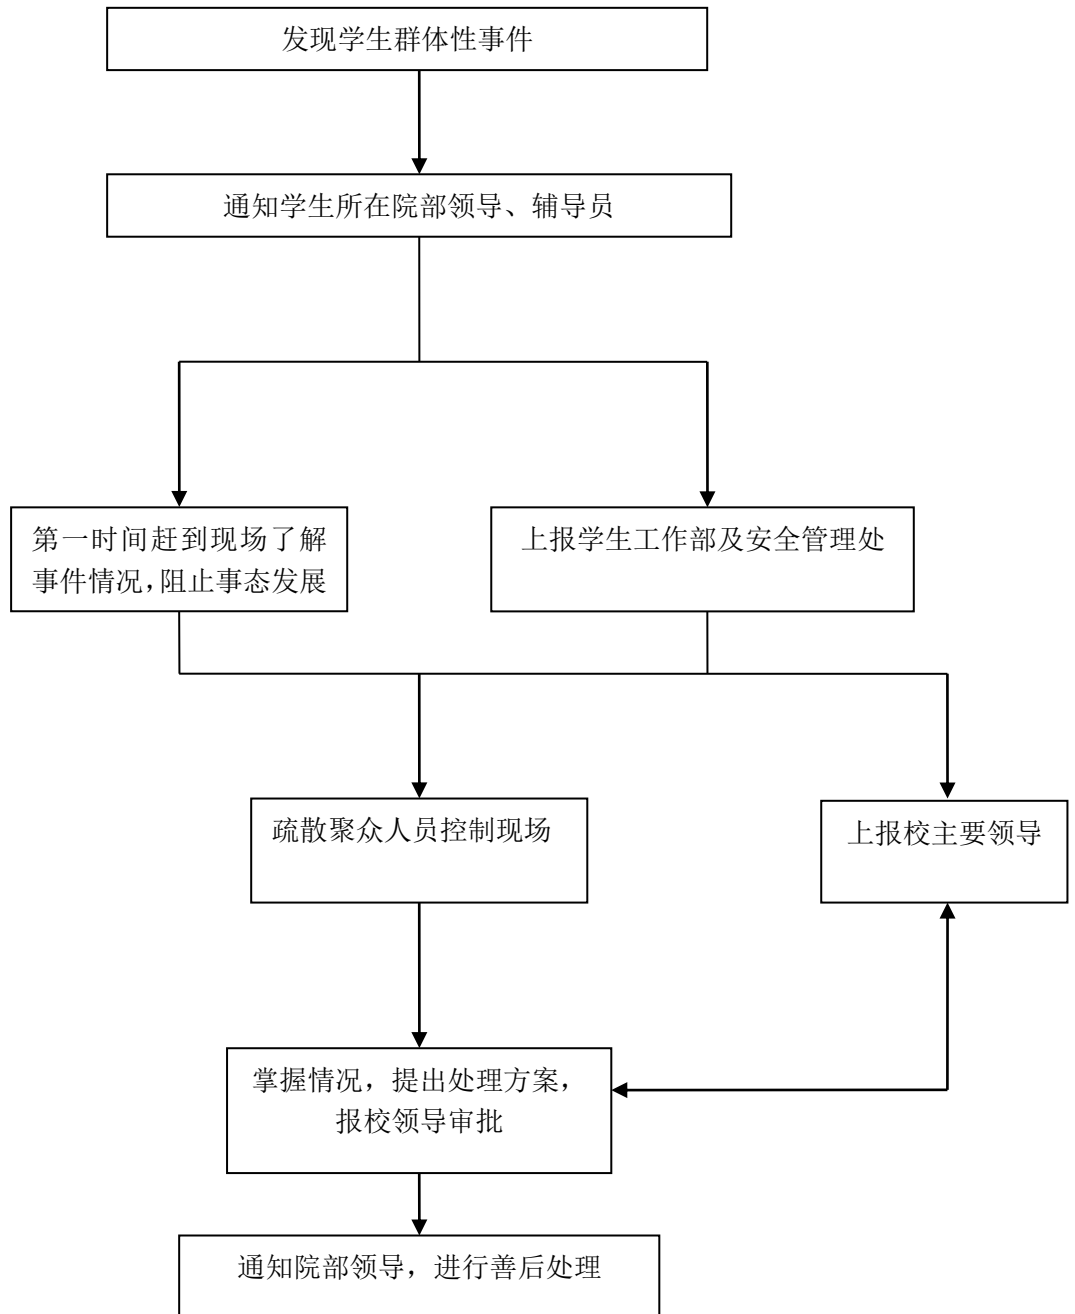 发现学生群体性事件
通知学生所在院部领导、辅导员
第一时间赶到现场了解
事件情况，阻止事态发展
上报学生工作部及安全管理处
疏散聚众人员控制现场
上报校主要领导
掌握情况，提出处理方案，
报校领导审批
通知院部领导，进行善后处理